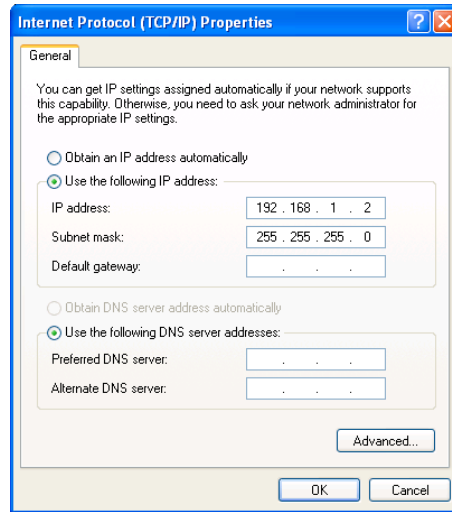 Internet Protocol (TCP/IP) Properties
General
You can get IP settings assigned automatically if your network supports
this capability. Otherwise, you need to ask your network administrator for
the appropriate IP settings.
Obtain an IP address automatically
Use the following IP address:
IP address: 192 . 168 . 1 . 2
Subnet mask: 255 . 255 . 255 . 0
Default gateway: . . .
Obtain DNS server address automatically
Use the following DNS server addresses:
Preferred DNS server: . . .
Alternate DNS server: . . .
Advanced...
OK Cancel